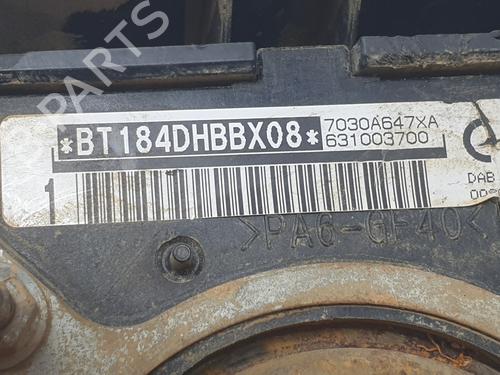 PARTS
*BT184DHBBX08*
7030A647XA
631003700
DAB
1
>PA6-GF40<